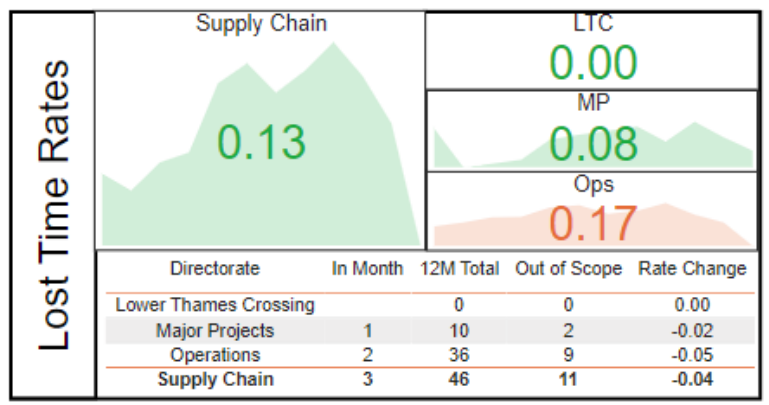 Lost Time Rates
Supply Chain
0.13
LTC
0.00
MP
0.08
Ops
0.17
Directorate In Month 12M Total Out of Scope Rate Change
Lower Thames Crossing 0 0 0.00
Major Projects 1 10 2 -0.02
Operations 2 36 9 -0.05
Supply Chain 3 46 11 -0.04